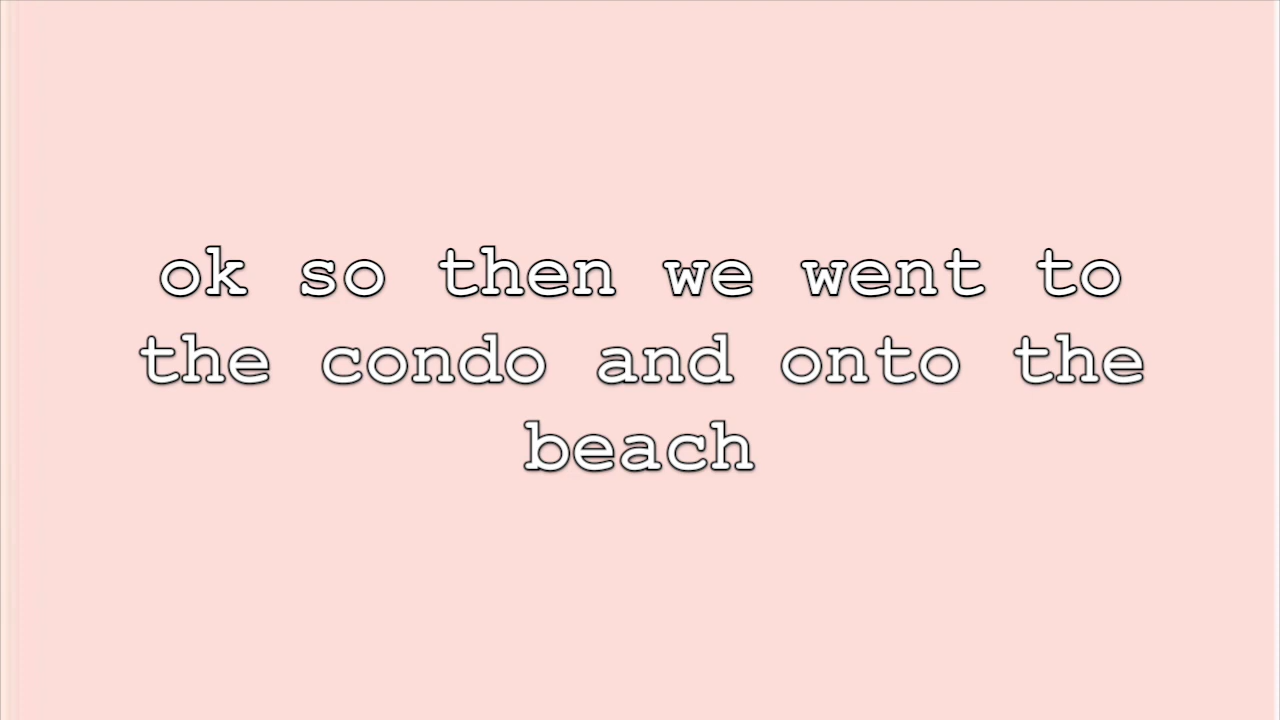 ok so then we went to
the condo and onto the
beach